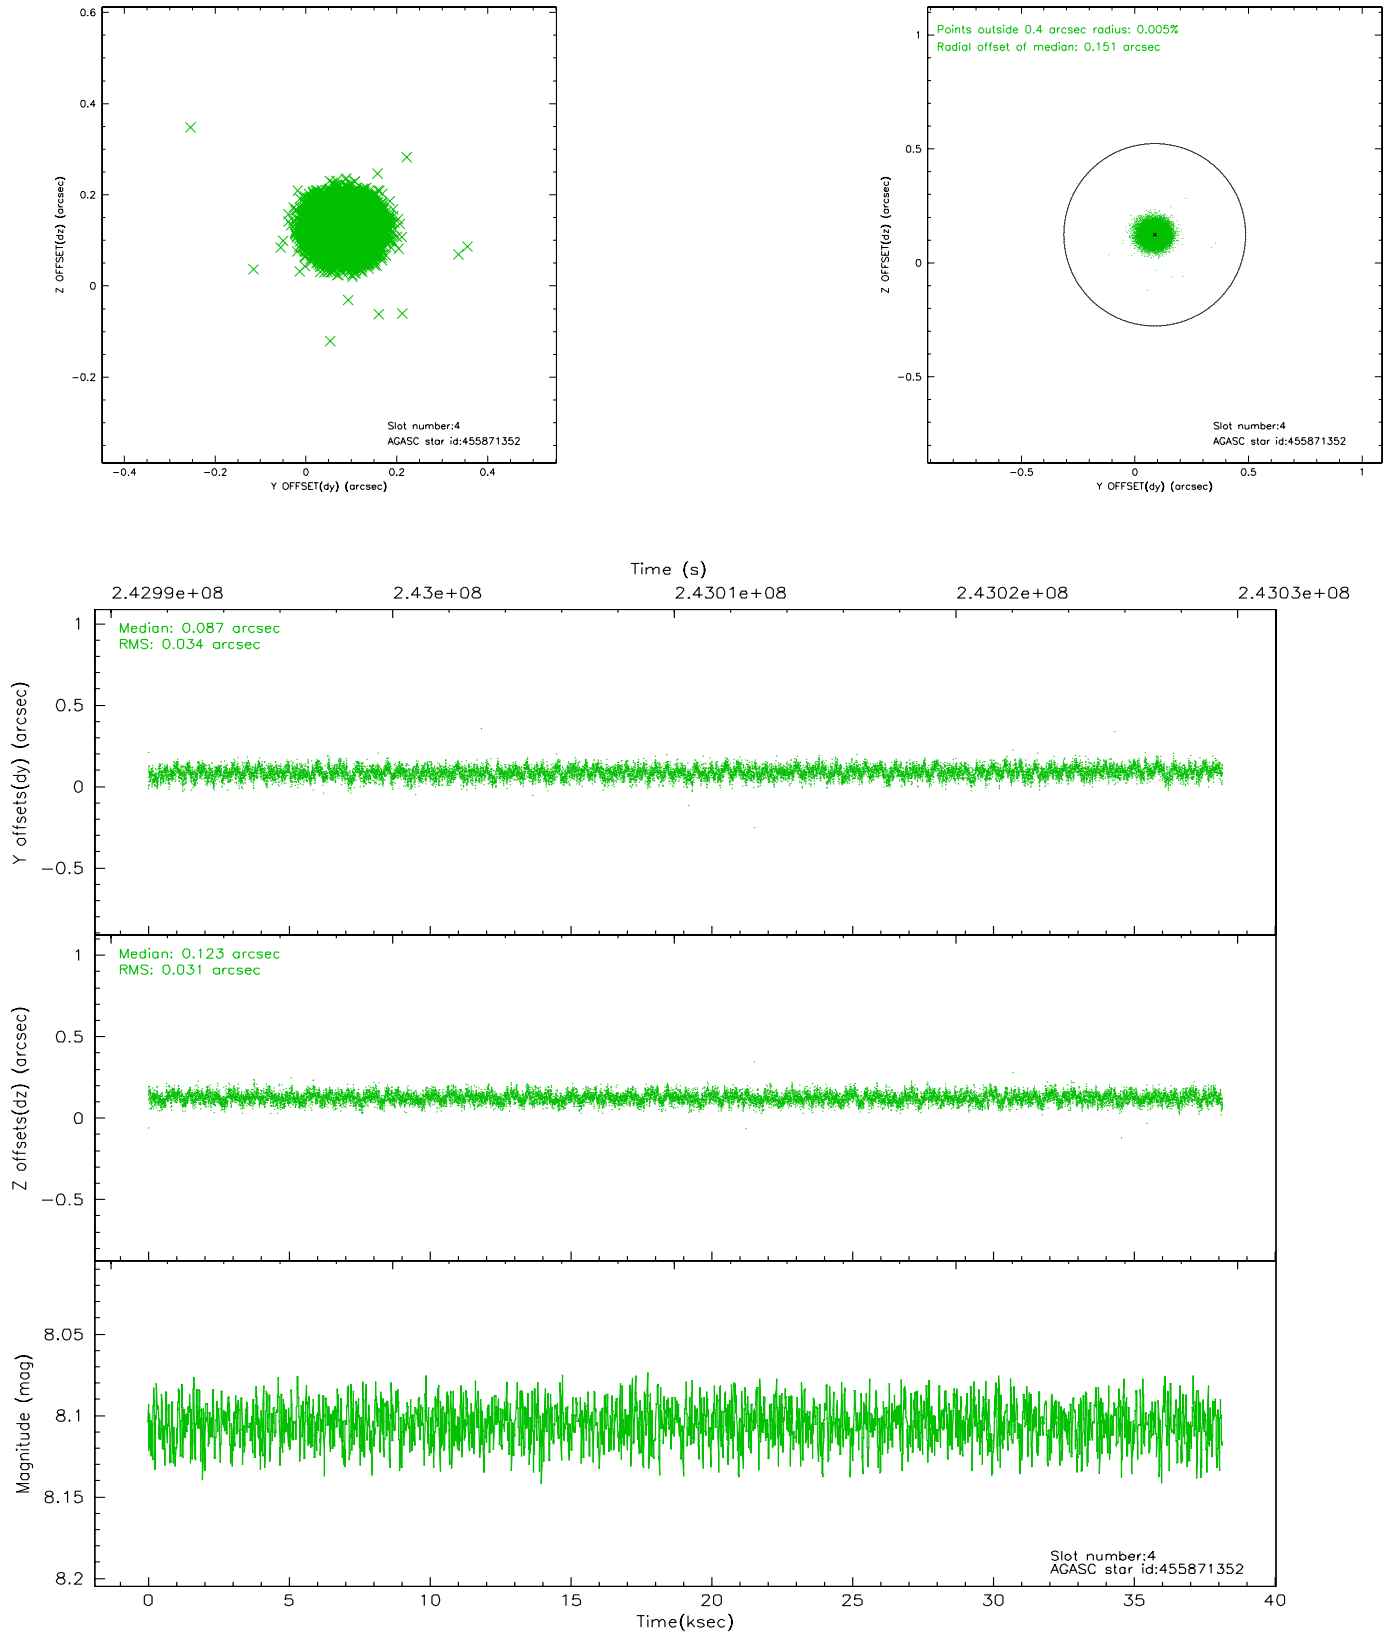 0.6
0.4
0.2
0
−0.2
Z OFFSET(dz) (arcsec)
Slot number:4
AGASC star id:455871352
−0.4 −0.2 0 0.2 0.4
Y OFFSET(dy) (arcsec)
Points outside 0.4 arcsec radius: 0.005%
Radial offset of median: 0.151 arcsec
1
0.5
0
−0.5
Z OFFSET(dz) (arcsec)
Slot number:4
AGASC star id:455871352
−0.5 0 0.5 1
Y OFFSET(dy) (arcsec)
Time (s)
2.4299e+08 2.43e+08 2.4301e+08 2.4302e+08 2.4303e+08
Median: 0.087 arcsec
RMS: 0.034 arcsec
1
0.5
0
−0.5
Y offsets(dy) (arcsec)
Median: 0.123 arcsec
RMS: 0.031 arcsec
1
0.5
0
−0.5
Z offsets(dz) (arcsec)
8.05
8.1
8.15
8.2
Magnitude (mag)
Slot number:4
AGASC star id:455871352
0 5 10 15 20 25 30 35 40
Time(ksec)